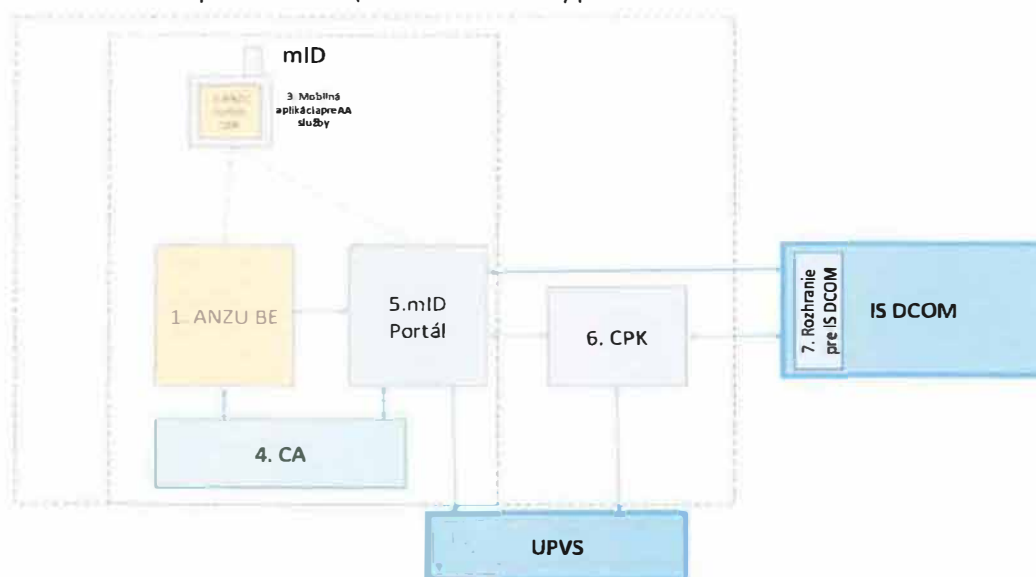 mID
3. Mobilná
aplikácia pre AA
služby
1. ANZU BE
5.mID
Portál
6. CPK
7. Rozhranie
pre IS DCOM
IS DCOM
4. CA
UPVS